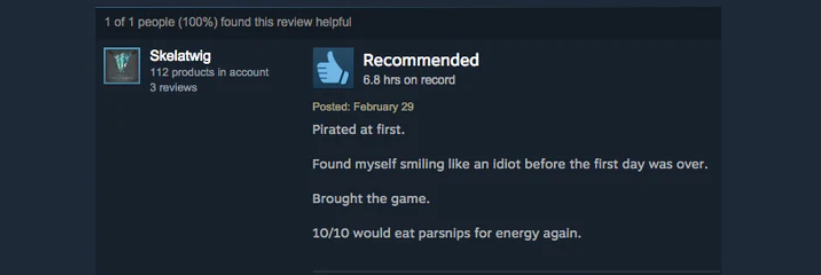 1 of 1 people (100%) found this review helpful
Skelatwig
112 products in account
3 reviews
Recommended
6.8 hrs on record
Posted: February 29
Pirated at first.
Found myself smiling like an idiot before the first day was over.
Brought the game.
10/10 would eat parsnips for energy again.